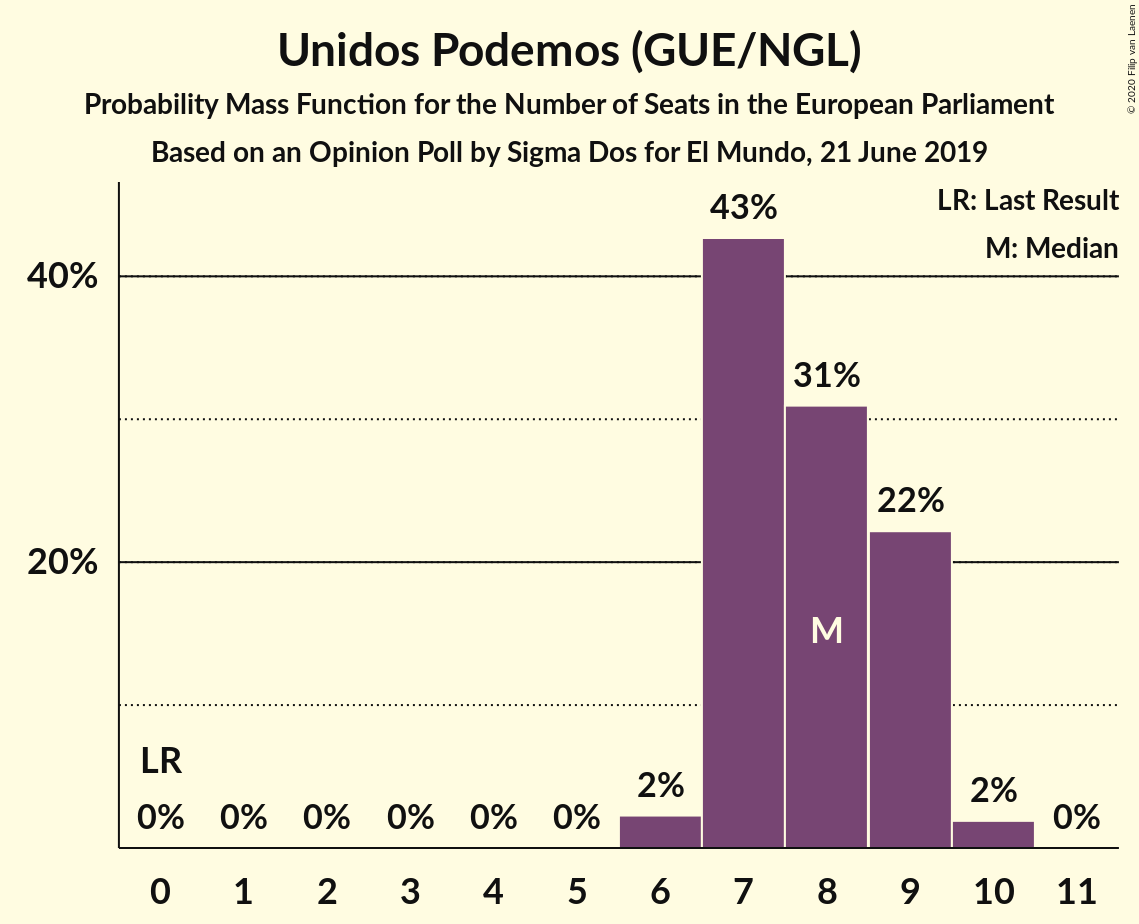 Unidos Podemos (GUE/NGL)
Probability Mass Function for the Number of Seats in the European Parliament
Based on an Opinion Poll by Sigma Dos for El Mundo, 21 June 2019
© 2020 Filip van Laenen
LR: Last Result
M: Median
43%
40%
31%
22%
20%
M
LR
0% 0% 0% 0% 0% 0% 2% 2% 0%
0 1 2 3 4 5 6 7 8 9 10 11